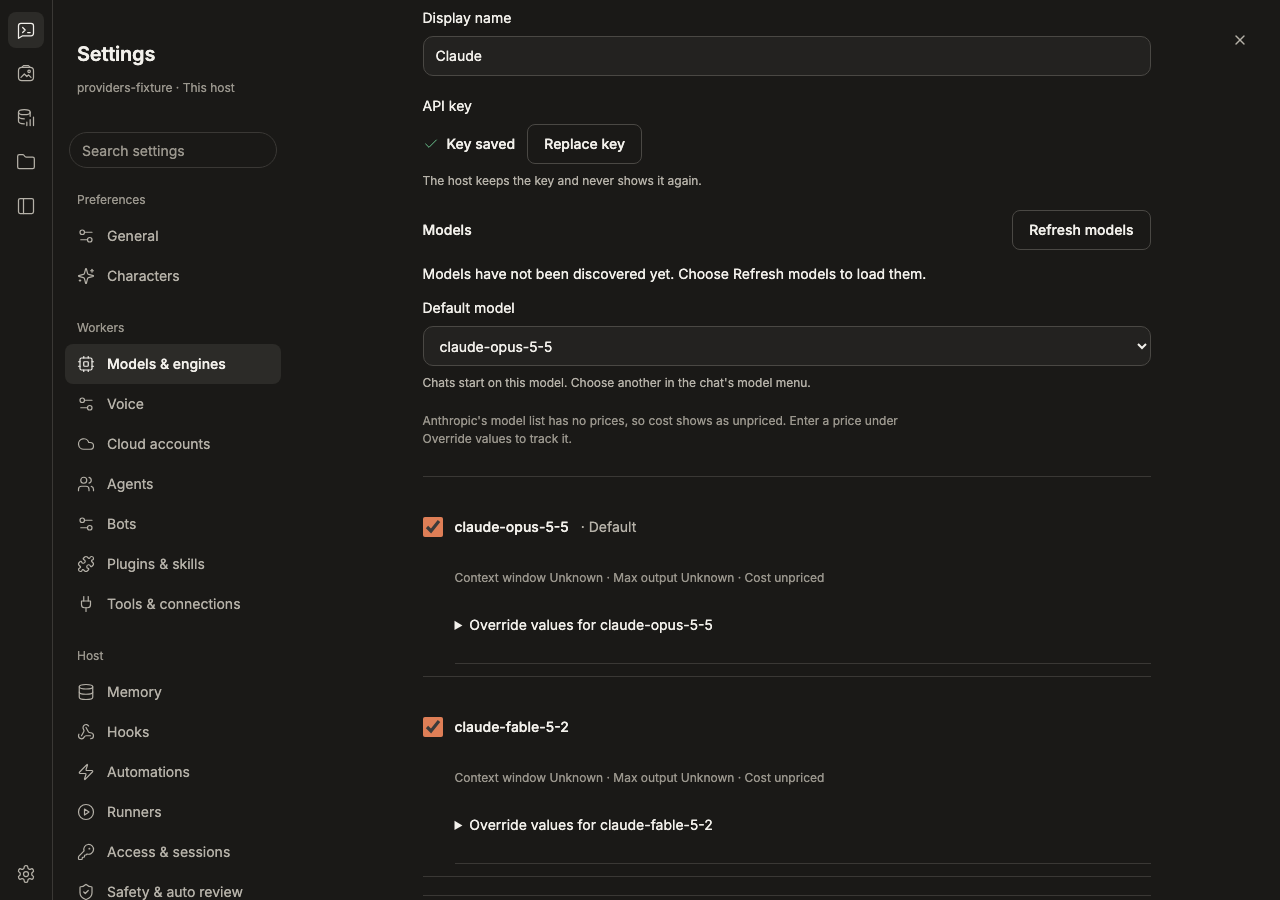 Settings
providers-fixture · This host
Search settings
Preferences
General
Characters
Workers
Models & engines
Voice
Cloud accounts
Agents
Bots
Plugins & skills
Tools & connections
Host
Memory
Hooks
Automations
Runners
Access & sessions
Safety & auto review
Display name
Claude
API key
Key saved
Replace key
The host keeps the key and never shows it again.
Models
Refresh models
Models have not been discovered yet. Choose Refresh models to load them.
Default model
claude-opus-5-5
Chats start on this model. Choose another in the chat's model menu.
Anthropic's model list has no prices, so cost shows as unpriced. Enter a price under
Override values to track it.
claude-opus-5-5 · Default
Context window Unknown · Max output Unknown · Cost unpriced
Override values for claude-opus-5-5
claude-fable-5-2
Context window Unknown · Max output Unknown · Cost unpriced
Override values for claude-fable-5-2